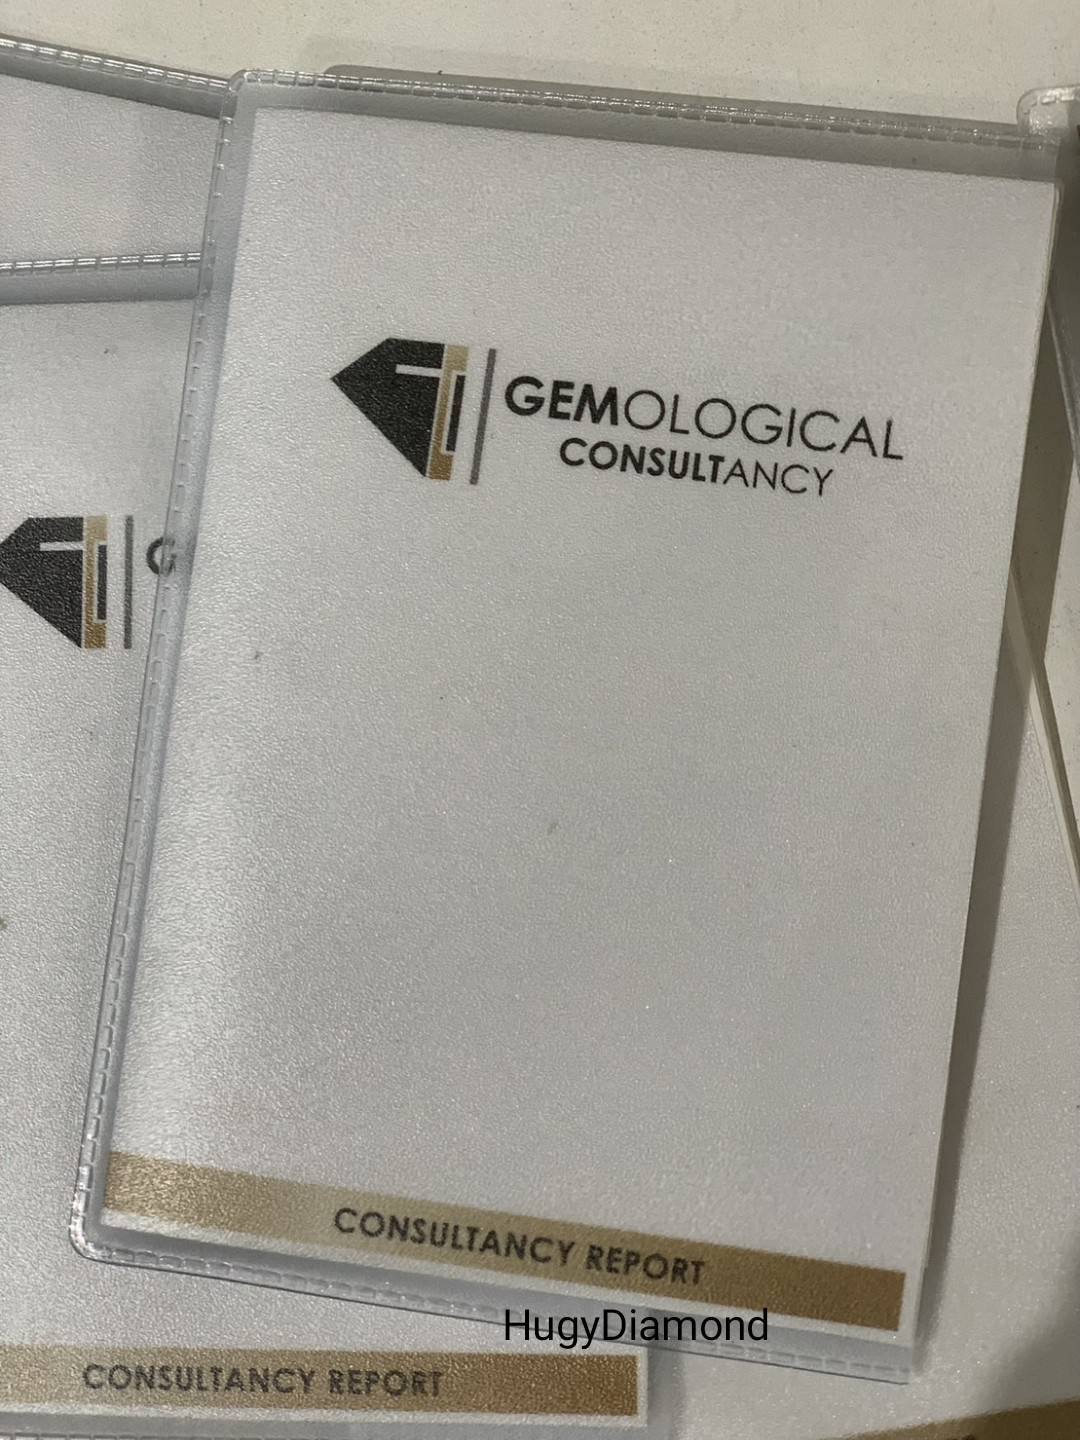 GEMOLOGICAL
CONSULTANCY
G
CONSULTANCY REPORT
HugyDiamond
CONSULTANCY REPORT